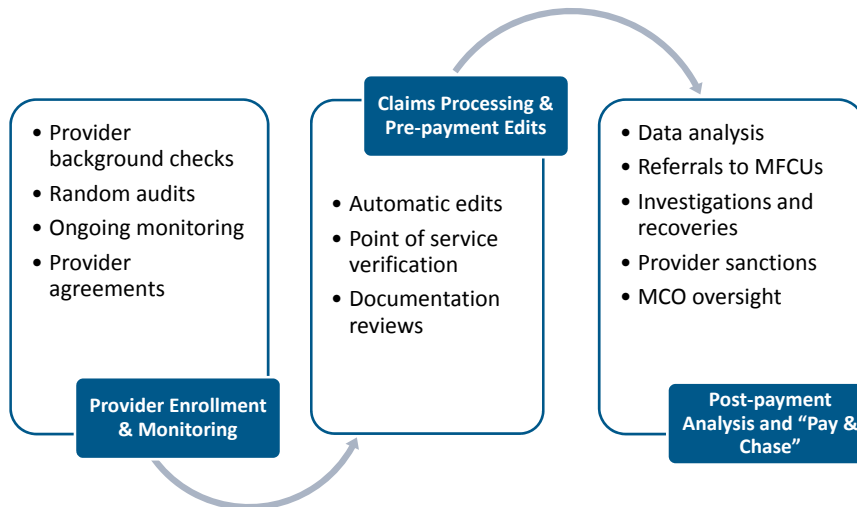 • Provider
background checks
• Random audits
• Ongoing monitoring
• Provider
agreements
Provider Enrollment
& Monitoring
Claims Processing &
Pre-payment Edits
• Automatic edits
• Point of service
verification
• Documentation
reviews
• Data analysis
• Referrals to MFCUs
• Investigations and
recoveries
• Provider sanctions
• MCO oversight
Post-payment
Analysis and “Pay &
Chase”